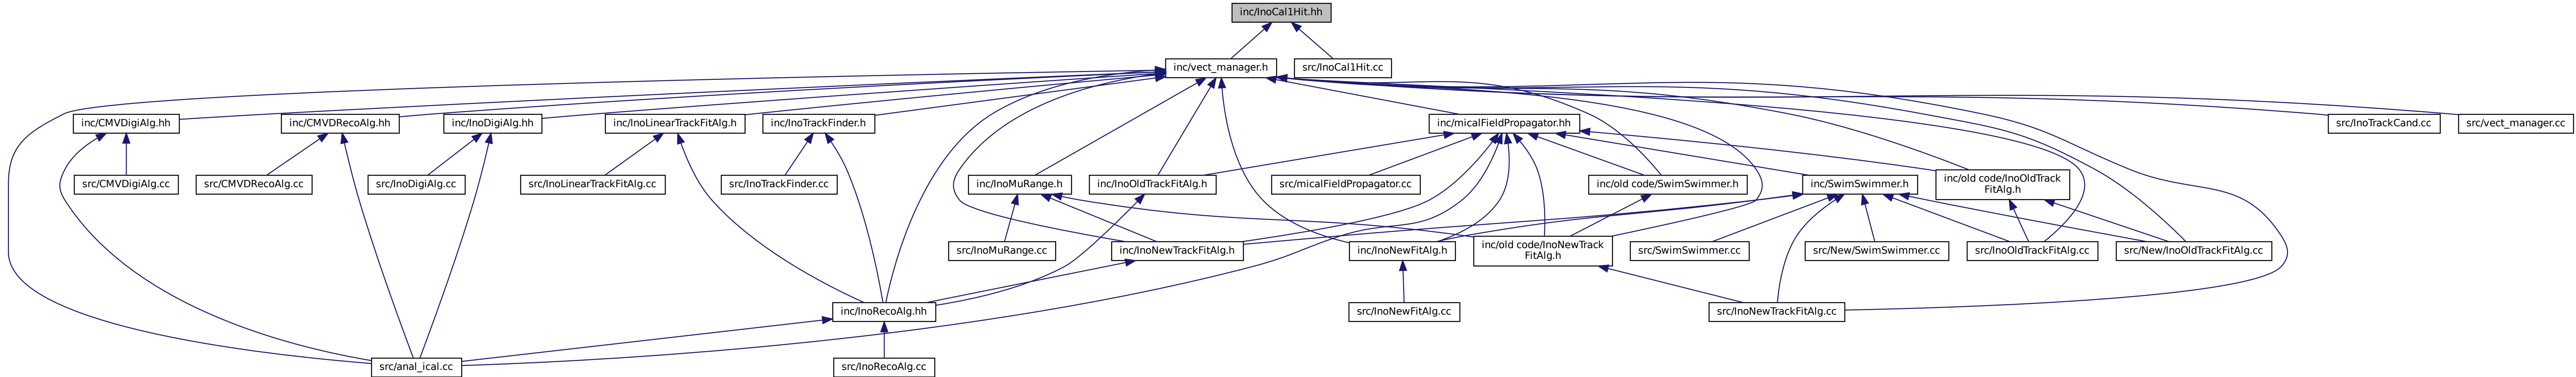 inc/InoCal1Hit.hh
inc/vect_manager.h
src/InoCal1Hit.cc
inc/CMVDigiAlg.hh
inc/CMVDRecoAlg.hh
inc/InoDigiAlg.hh
inc/InoLinearTrackFitAlg.h
inc/InoTrackFinder.h
inc/micalFieldPropagator.hh
src/InoTrackCand.cc
src/vect_manager.cc
src/CMVDigiAlg.cc
src/CMVDRecoAlg.cc
src/InoDigiAlg.cc
src/InoLinearTrackFitAlg.cc
src/InoTrackFinder.cc
inc/InoMuRange.h
inc/InoOldTrackFitAlg.h
src/micalFieldPropagator.cc
inc/old code/SwimSwimmer.h
inc/SwimSwimmer.h
inc/old code/InoOldTrack
FitAlg.h
src/InoMuRange.cc
inc/InoNewTrackFitAlg.h
inc/InoNewFitAlg.h
inc/old code/InoNewTrack
FitAlg.h
src/SwimSwimmer.cc
src/New/SwimSwimmer.cc
src/InoOldTrackFitAlg.cc
src/New/InoOldTrackFitAlg.cc
inc/InoRecoAlg.hh
src/InoNewFitAlg.cc
src/InoNewTrackFitAlg.cc
src/anal_ical.cc
src/InoRecoAlg.cc